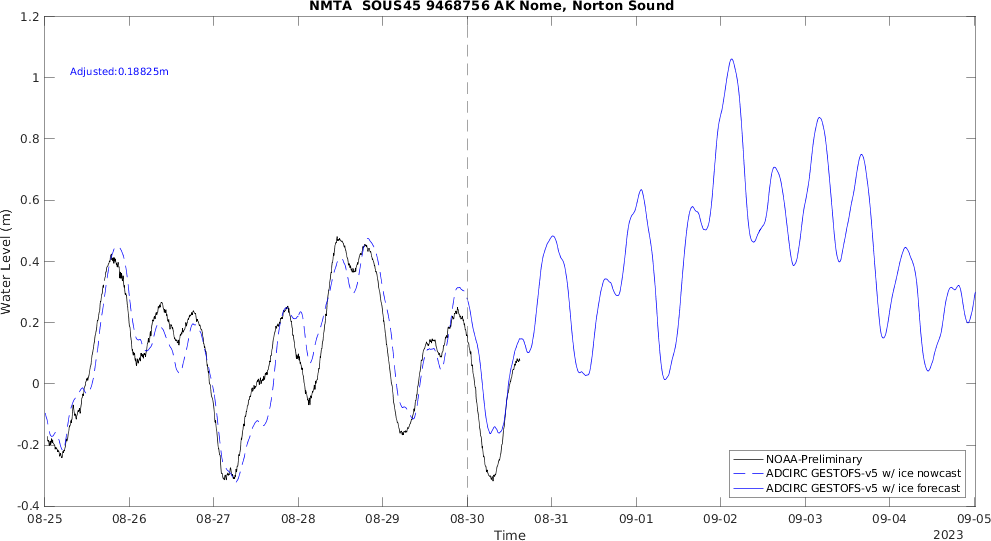 NMTA  SOUS45 9468756 AK Nome, Norton Sound
1.2
Adjusted:0.18825m
1
0.8
0.6
0.4
0.2
0
-0.2
-0.4
Water Level (m)
NOAA-Preliminary
ADCIRC GESTOFS-v5 w/ ice nowcast
ADCIRC GESTOFS-v5 w/ ice forecast
08-25 08-26 08-27 08-28 08-29 08-30 08-31 09-01 09-02 09-03 09-04 09-05
Time
2023